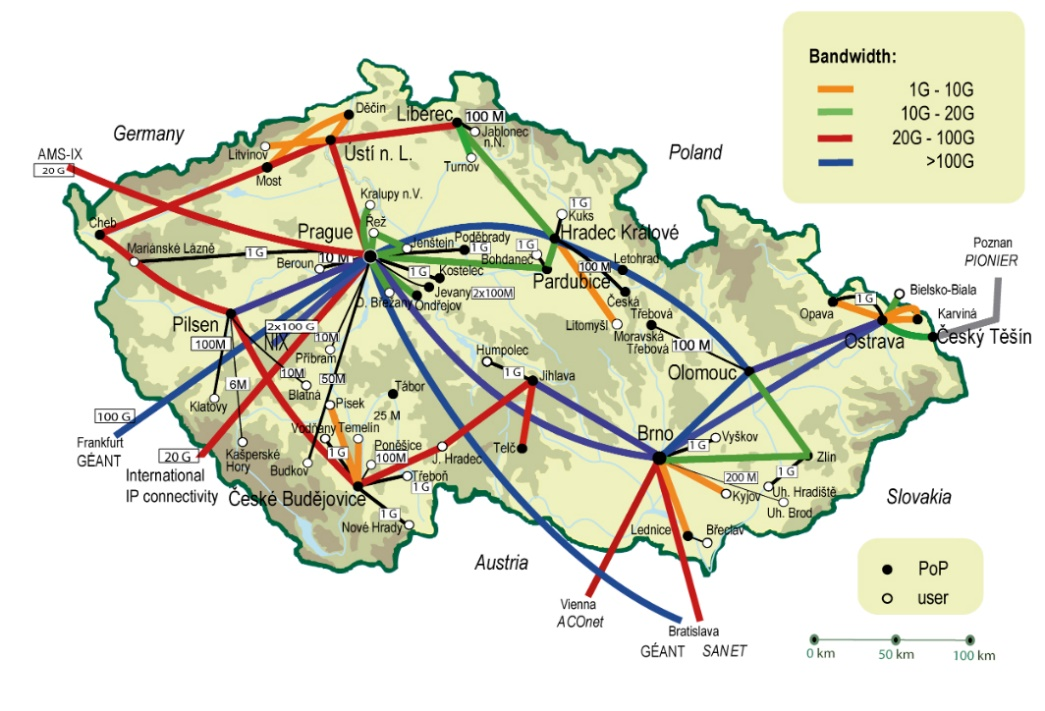 Bandwidth:
1G - 10G
10G - 20G
20G - 100G
>100G
Germany
Poland
Děčín
Liberec
100 M
Jablonec
n.N.
Litvínov
Ústí n. L.
Most
Turnov
AMS-IX
20 G
Kralupy n.V.
Řež
Cheb
Prague
Mariánské Lázně
1 G
Beroun
10 M
Jenštejn
Poděbrady
1 G
1 G
Kuks
Hradec Králové
1 G
Bohdaneč
Letohrad
100 M
Pardubice
Česká
Třebová
Kostelec
1 G
Jevany
2x100M
D. Břežany
Ondřejov
Litomyšl
Moravská
Třebová
100 M
Poznan
PIONIER
Bielsko-Biala
1 G
Opava
Karviná
Ostrava
Český Těšín
Pilsen
2x100 G
NIX
100M
10M
Příbram
10M
Blatná
50M
6M
Klatovy
Humpolec
1 G
Jihlava
Tábor
25 M
Olomouc
Písek
Vodňany
Temelín
Poněšice
1 G
100M
Telč
J. Hradec
Třeboň
1 G
Brno
1 G
Vyškov
Zlín
200 M
1 G
Uh. Hradiště
Kyjov
Uh. Brod
Slovakia
100 G
Frankfurt
GÉANT
20 G
International
IP connectivity
Kašperské
Hory
Budkov
České Budějovice
1 G
Nové Hrady
Lednice
Břeclav
Austria
Vienna
ACOnet
Bratislava
GÉANT
SANET
PoP
user
0 km
50 km
100 km